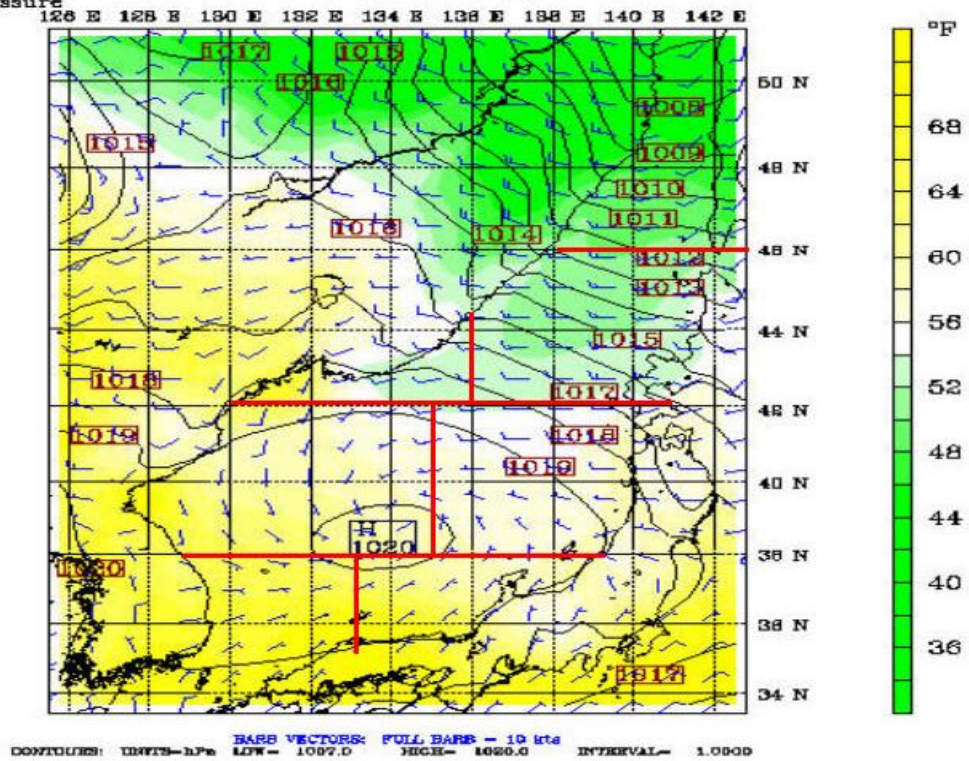 ssure
126 E 128 E 130 E 132 E 134 E 136 E 138 E 140 E 142 E
°F
1017
1015
1016
50 N
1008
68
1015
1009
48 N
1010
64
1011
1016
1014
46 N
1012
60
1013
56
44 N
1015
1018
52
1017
42 N
1019
1018
48
1019
40 N
44
H
1020
38 N
1020
40
36 N
36
1017
34 N
BARB VECTORS: FULL BARB = 10 kts
CONTOURS: UNITS=hPa LOW= 1007.0 HIGH= 1020.0 INTERVAL= 1.0000